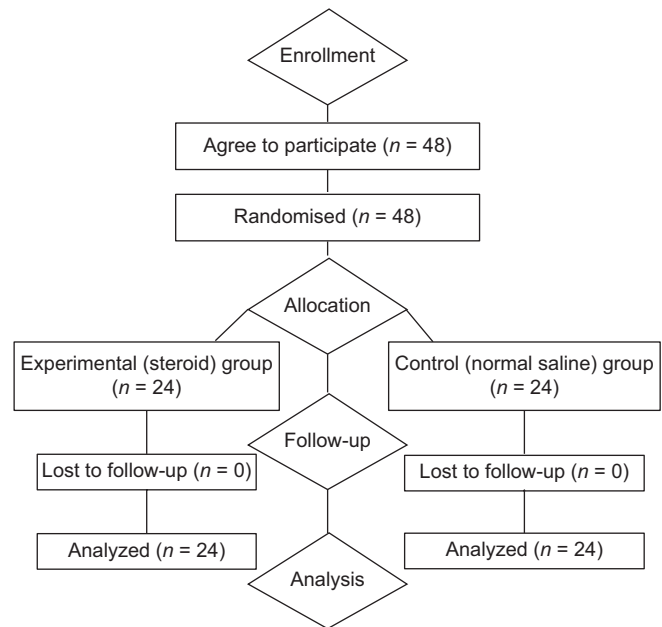 Enrollment
Agree to participate (n = 48)
Randomised (n = 48)
Allocation
Experimental (steroid) group
(n = 24)
Control (normal saline) group
(n = 24)
Follow-up
Lost to follow-up (n = 0)
Lost to follow-up (n = 0)
Analyzed (n = 24)
Analyzed (n = 24)
Analysis